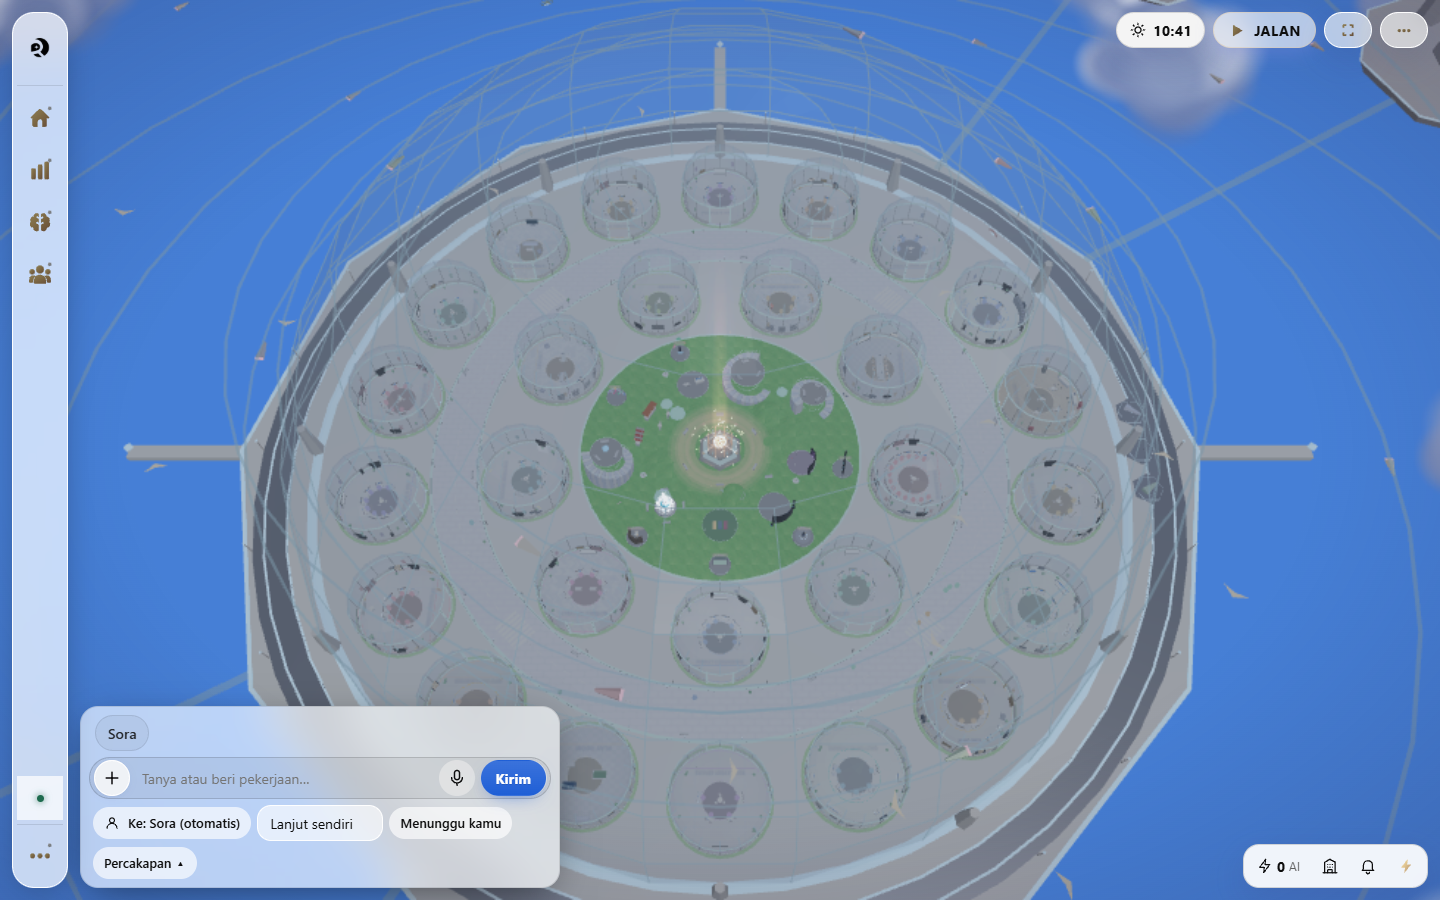 10:41
JALAN
Sora
Tanya atau beri pekerjaan...
Kirim
Ke: Sora (otomatis)
Lanjut sendiri
Menunggu kamu
Percakapan
0 AI